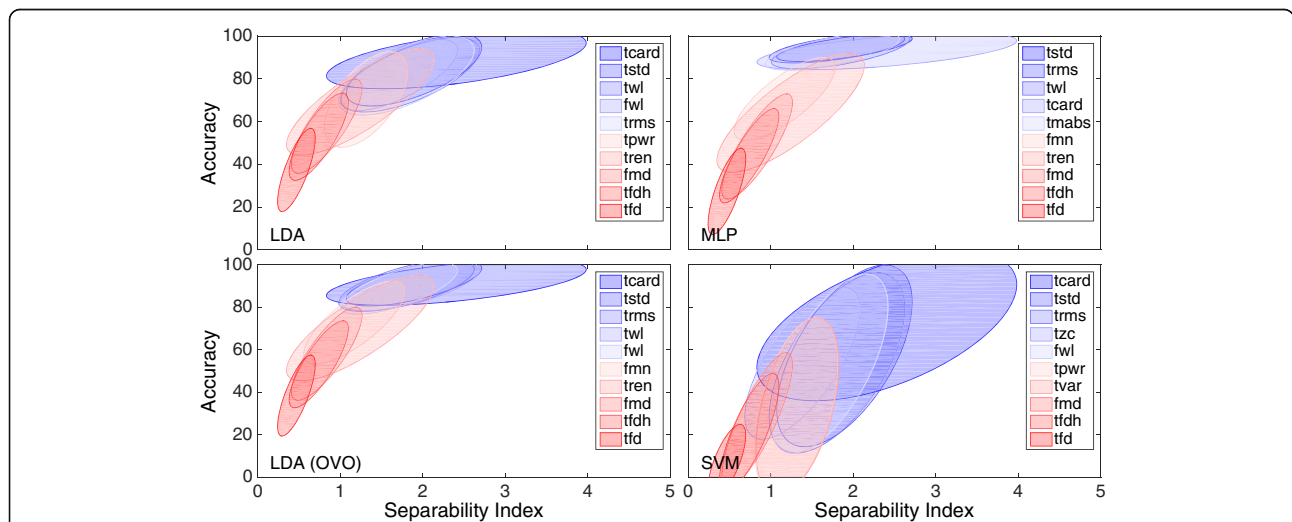 100
80
60
40
20
0
Accuracy
LDA
tcard
tstd
twl
fwl
trms
tpwr
tren
fmd
tfdh
tfd
MLP
tstd
trms
twl
tcard
tmabs
fmn
tren
fmd
tfdh
tfd
100
80
60
40
20
0
Accuracy
LDA (OVO)
tcard
tstd
trms
twl
fwl
fmn
tren
fmd
tfdh
tfd
0 1 2 3 4 5
Separability Index
SVM
tcard
tstd
trms
tzc
fwl
tpwr
tvar
fmd
tfdh
tfd
0 1 2 3 4 5
Separability Index